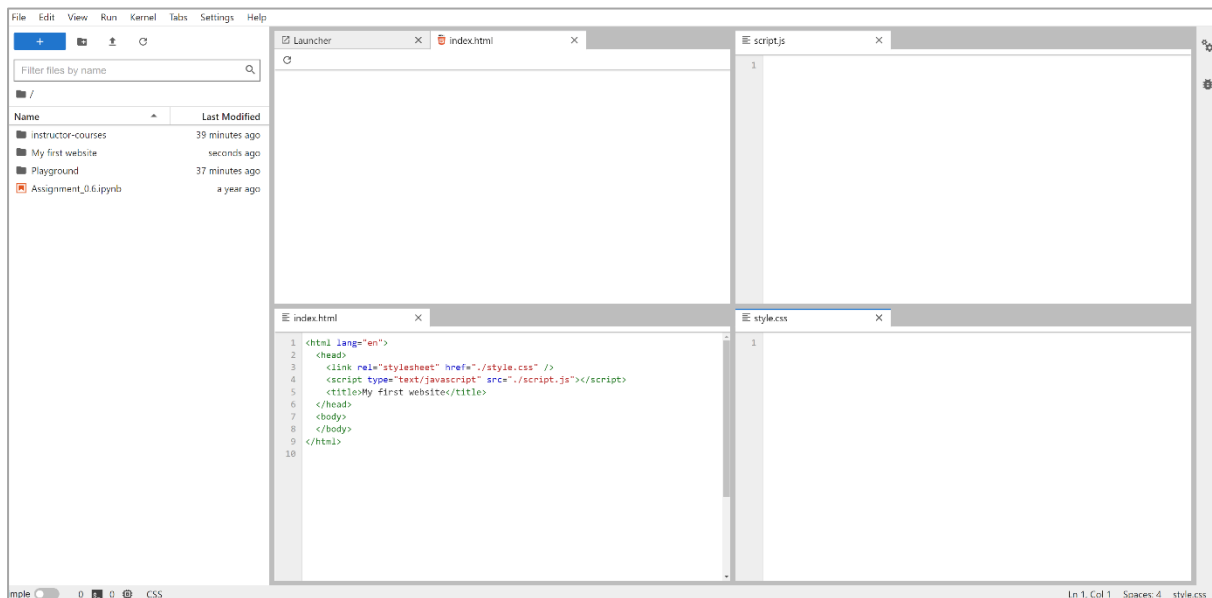 File Edit View Run Kernel Tabs Settings Help
+
Filter files by name
/
Name Last Modified
instructor-courses 39 minutes ago
My first website seconds ago
Playground 37 minutes ago
Assignment_0.6.ipynb a year ago
Launcher index.html
script.js
1
index.html
1 <html lang="en">
2 <head>
3 <link rel="stylesheet" href="./style.css" />
4 <script type="text/javascript" src="./script.js"></script>
5 <title>My first website</title>
6 </head>
7 <body>
8 </body>
9 </html>
10
style.css
1
mple 0 0 CSS Ln 1, Col 1 Spaces: 4 style.css